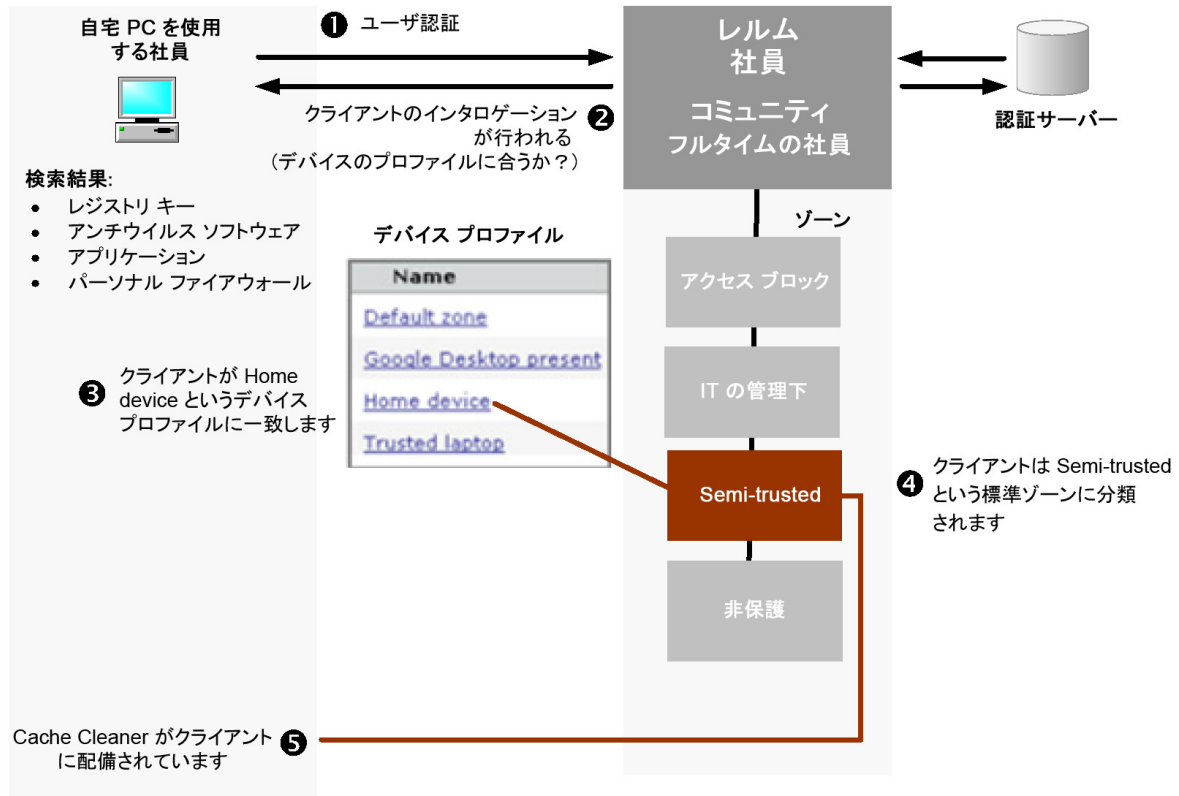 自宅 PC を使用
する社員
❶ ユーザ認証
レルム
社員
コミュニティ
フルタイムの社員
認証サーバー
クライアントのインタロゲーション ❷
が行われる
(デバイスのプロファイルに合うか？)
検索結果:
• レジストリ キー
• アンチウイルス ソフトウェア
• アプリケーション
• パーソナル ファイアウォール
デバイス プロファイル
Name
Default zone
Google Desktop present
Home device
Trusted laptop
❸ クライアントが Home
device というデバイス
プロファイルに一致します
ゾーン
アクセス ブロック
IT の管理下
Semi-trusted
非保護
❹ クライアントは Semi-trusted
という標準ゾーンに分類
されます
Cache Cleaner がクライアント ❺
に配備されています